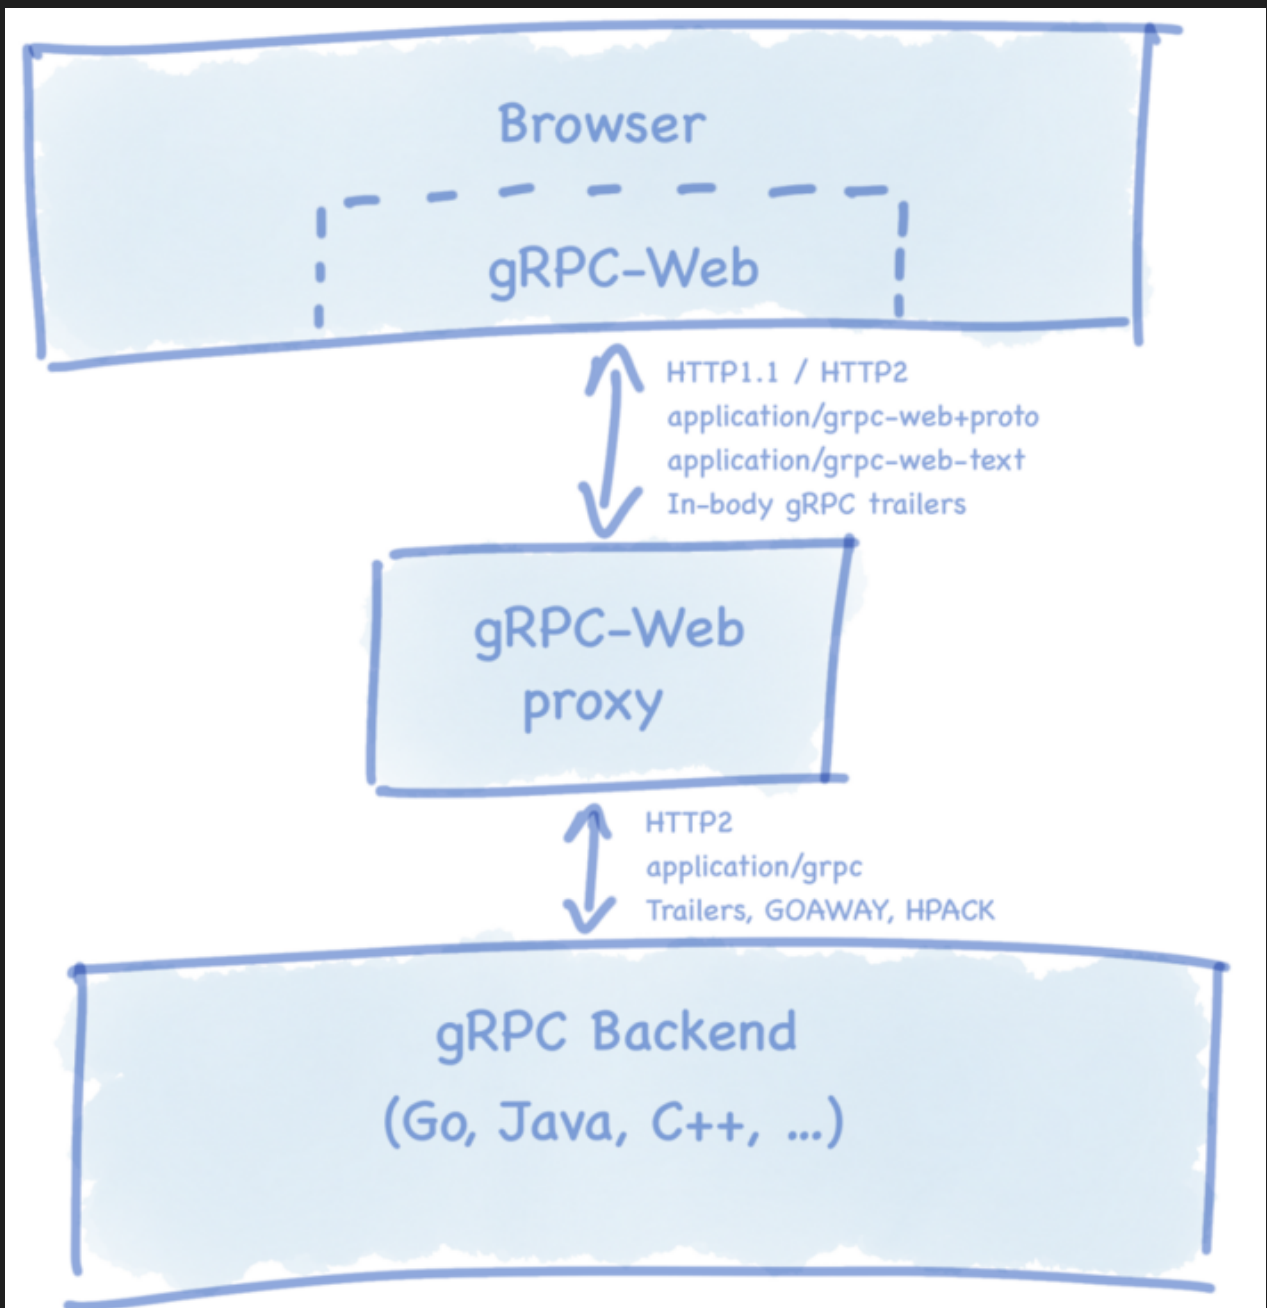 Browser
gRPC-Web
HTTP1.1 / HTTP2
application/grpc-web+proto
application/grpc-web-text
In-body gRPC trailers
gRPC-Web
proxy
HTTP2
application/grpc
Trailers, GOAWAY, HPACK
gRPC Backend
(Go, Java, C++, ...)